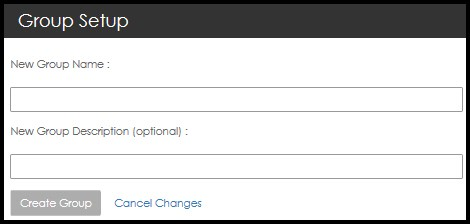 Group Setup
New Group Name :
New Group Description (optional) :
Create Group Cancel Changes